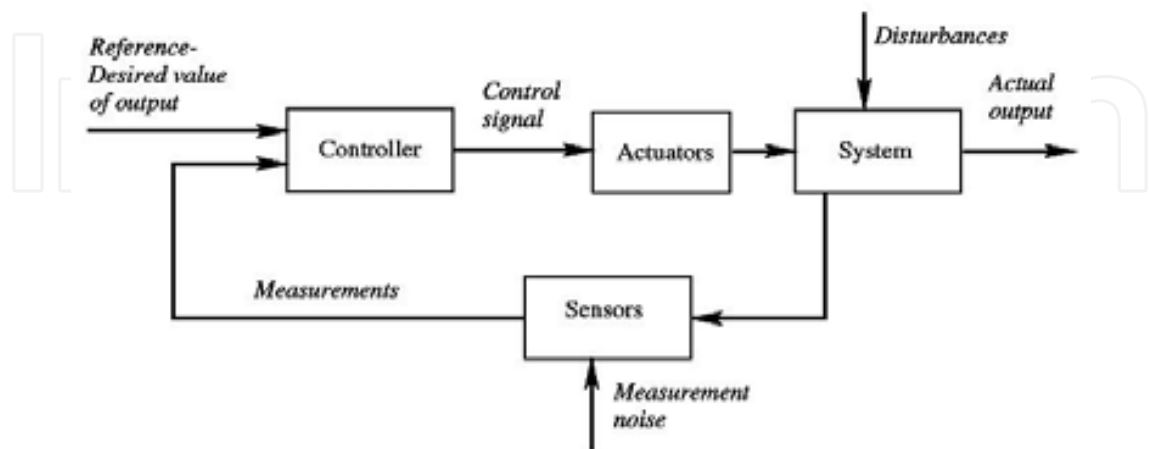 Reference-
Desired value
of output
Control
signal
Disturbances
Actual
output
Controller
Actuators
System
Measurements
Sensors
Measurement
noise